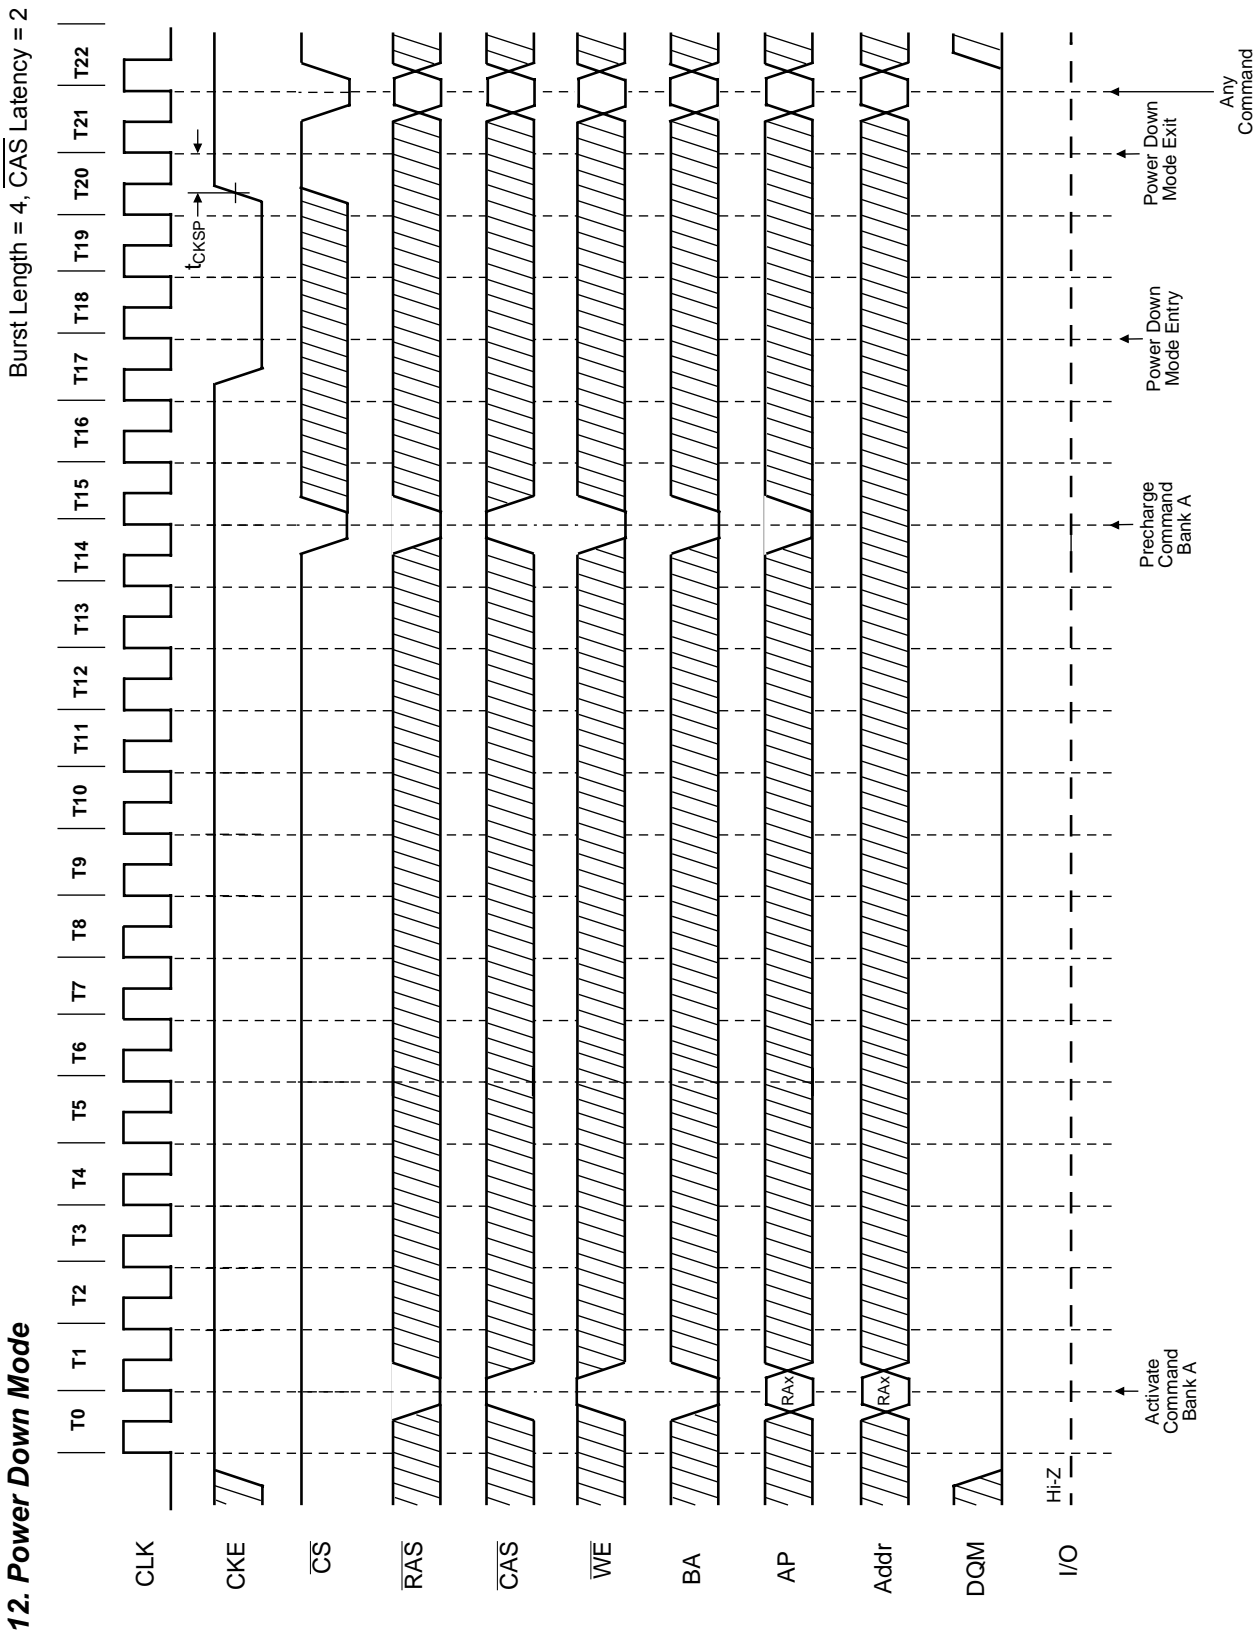 12. Power Down Mode
Burst Length = 4, CAS Latency = 2
T0 T1 T2 T3 T4 T5 T6 T7 T8 T9 T10 T11 T12 T13 T14 T15 T16 T17 T18 T19 T20 T21 T22
CLK
CKE
tCKSP
CS
RAS
CAS
WE
BA
AP
RAx
Addr
RAx
DQM
I/O
Hi-Z
Activate
Command
Bank A
Precharge
Command
Bank A
Power Down
Mode Entry
Power Down
Mode Exit
Any
Command